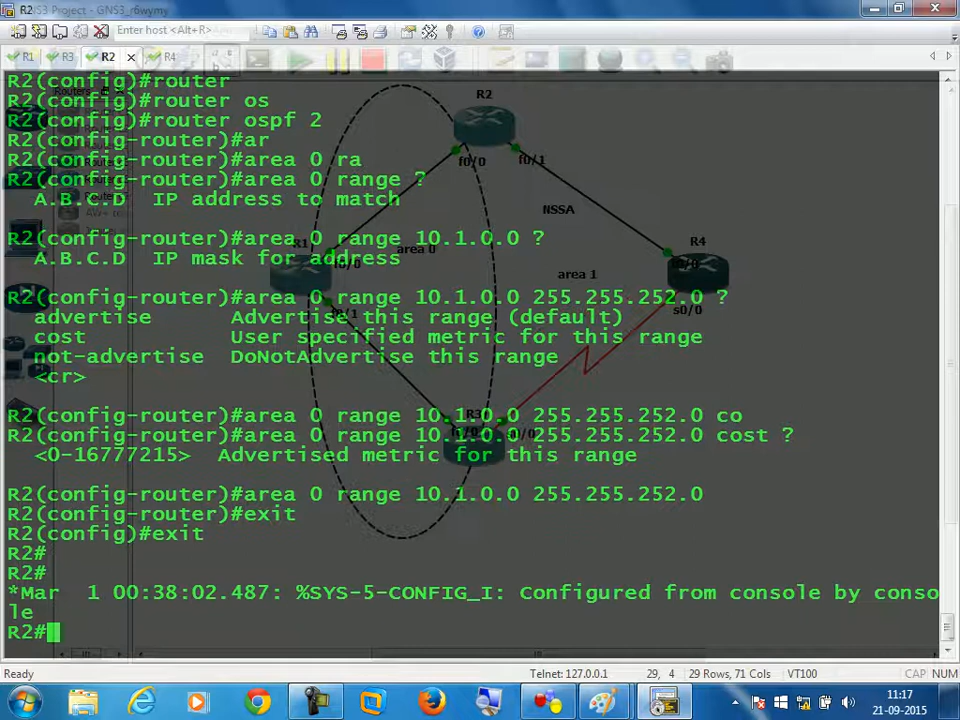 R2
GNS3 Project - GNS3_r6wymy
Enter host <Alt+R>
R1 R3 R2 R4
R2(config)#router
R2(config)#router os
R2(config)#router ospf 2
R2(config-router)#ar
R2(config-router)#area 0 ra
R2(config-router)#area 0 range ?
  A.B.C.D  IP address to match
R2(config-router)#area 0 range 10.1.0.0 ?
  A.B.C.D  IP mask for address
R2(config-router)#area 0 range 10.1.0.0 255.255.252.0 ?
  advertise      Advertise this range (default)
  cost           User specified metric for this range
  not-advertise  DoNotAdvertise this range
  <cr>
R2(config-router)#area 0 range 10.1.0.0 255.255.252.0 co
R2(config-router)#area 0 range 10.1.0.0 255.255.252.0 cost ?
  <0-16777215>  Advertised metric for this range
R2(config-router)#area 0 range 10.1.0.0 255.255.252.0
R2(config-router)#exit
R2(config)#exit
R2#
R2#
*Mar  1 00:38:02.487: %SYS-5-CONFIG_I: Configured from console by conso
le
R2#
R2
f0/0
f0/1
NSSA
R1
area 0
R4
f0/0
area 1
f0/1
s0/0
R3
s0/0
Ready
Telnet: 127.0.0.1
29, 4
29 Rows, 71 Cols
VT100
CAP NUM
11:17
21-09-2015